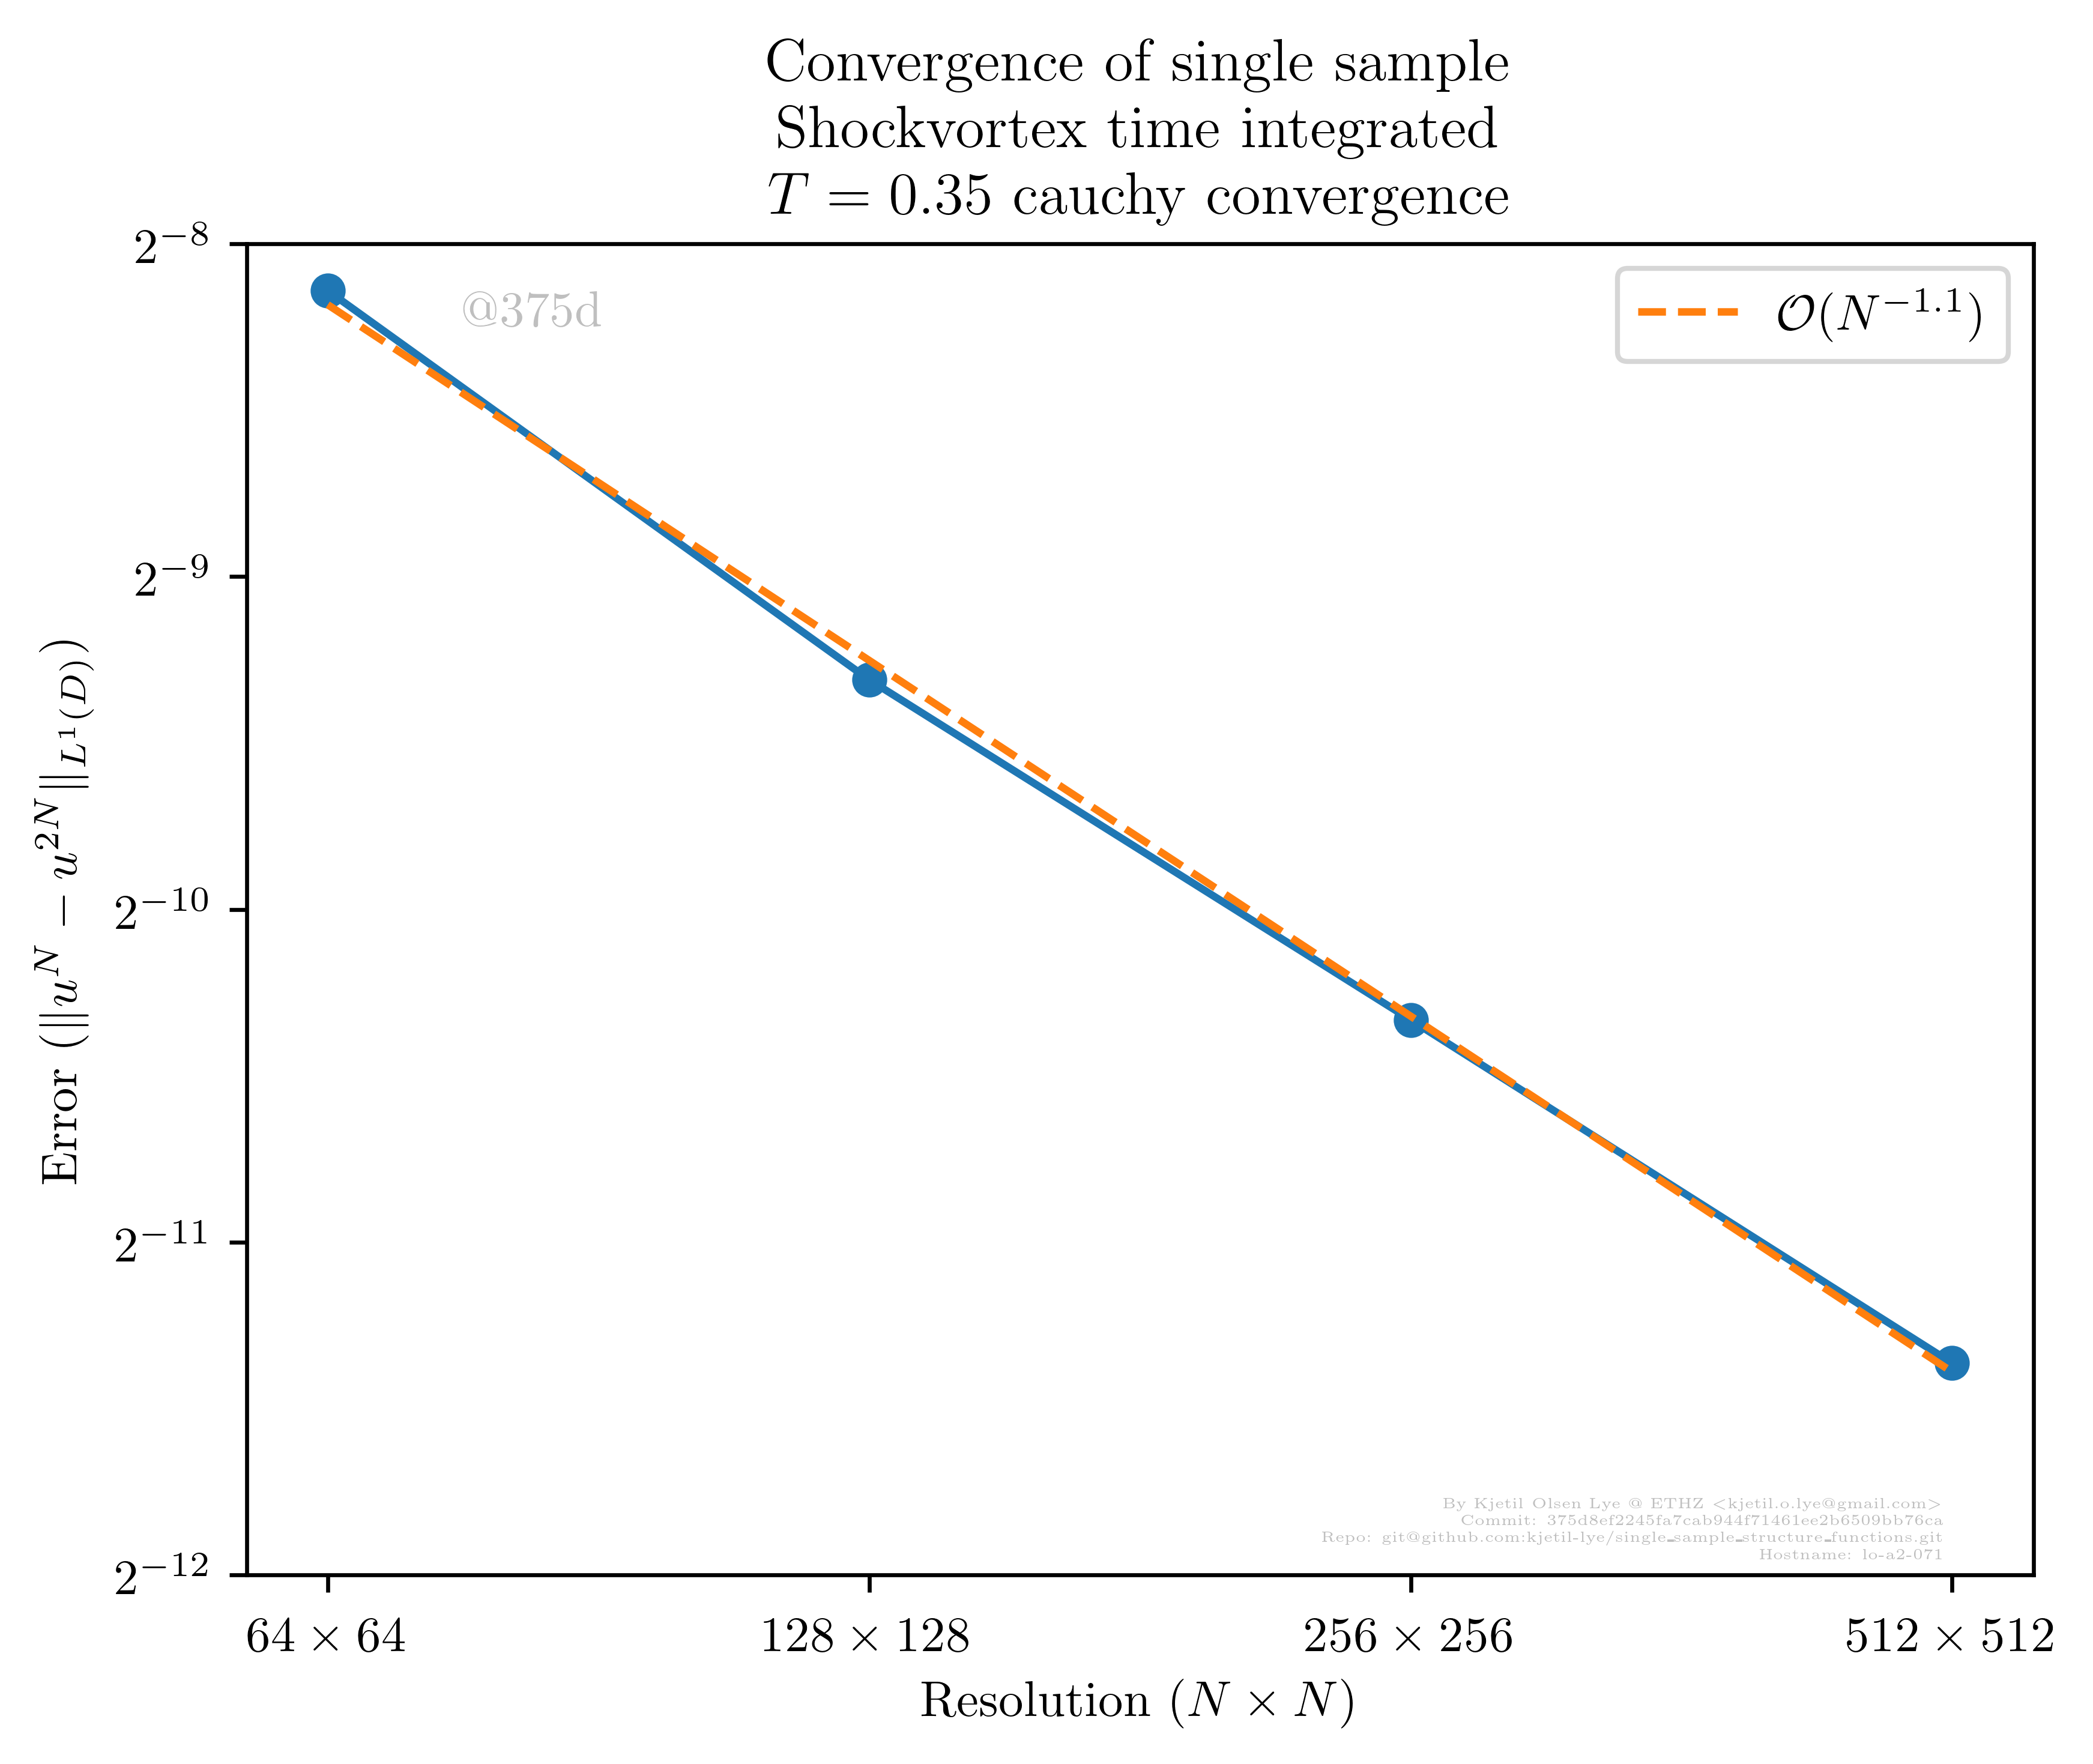 Convergence of single sample
Shockvortex time integrated
T = 0.35 cauchy convergence
2^{-8}
@375d
O(N^{-1.1})
2^{-9}
2^{-10}
2^{-11}
2^{-12}
Error (||u^N − u^{2N}||_{L^1(D)})
By Kjetil Olsen Lye @ ETHZ <kjetil.o.lye@gmail.com>
Commit: 375d8ef2245fa7cab944f71461ee2b6509bb76ca
Repo: git@github.com:kjetil-lye/single_sample_structure_functions.git
Hostname: lo-a2-071
64 × 64
128 × 128
256 × 256
512 × 512
Resolution (N × N)